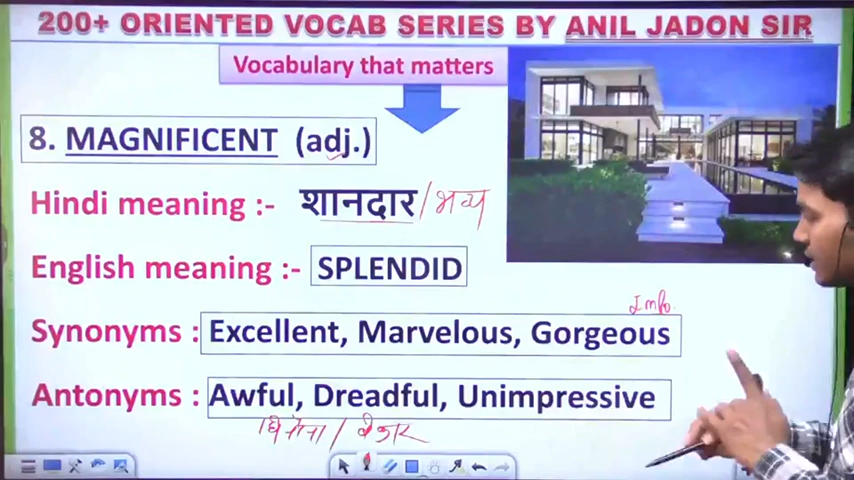 200+ ORIENTED VOCAB SERIES BY ANIL JADON SIR
Vocabulary that matters
8. MAGNIFICENT (adj.)
Hindi meaning :- शानदार/भव्य
English meaning :- SPLENDID
Imp.
Synonyms : Excellent, Marvelous, Gorgeous
Antonyms : Awful, Dreadful, Unimpressive
घिनौना / बेकार